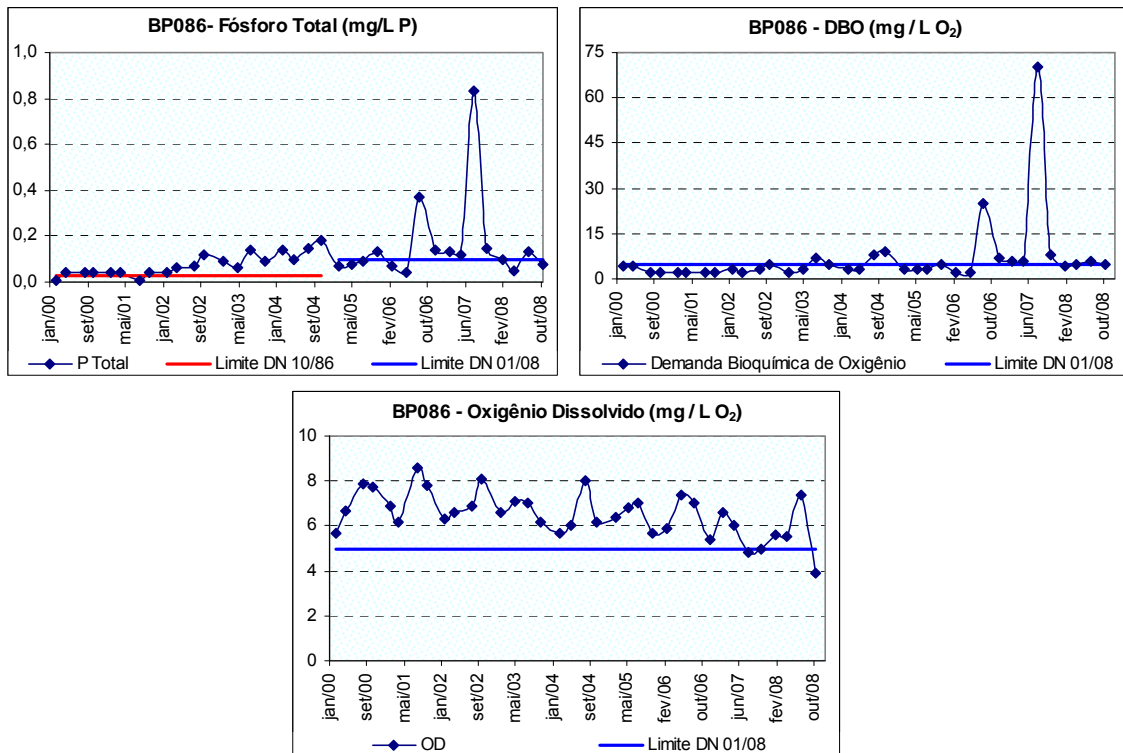 BP086- Fósforo Total (mg/L P)
1,0
0,8
0,6
0,4
0,2
0,0
jan/00
set/00
mai/01
jan/02
set/02
mai/03
jan/04
set/04
mai/05
fev/06
out/06
jun/07
fev/08
out/08
P Total
Limite DN 10/86
Limite DN 01/08
BP086 - DBO (mg / L O₂)
75
60
45
30
15
0
jan/00
set/00
mai/01
jan/02
set/02
mai/03
jan/04
set/04
mai/05
fev/06
out/06
jun/07
fev/08
out/08
Demanda Bioquímica de Oxigênio
Limite DN 01/08
BP086 - Oxigênio Dissolvido (mg / L O₂)
10
8
6
4
2
0
jan/00
set/00
mai/01
jan/02
set/02
mai/03
jan/04
set/04
mai/05
fev/06
out/06
jun/07
fev/08
out/08
OD
Limite DN 01/08